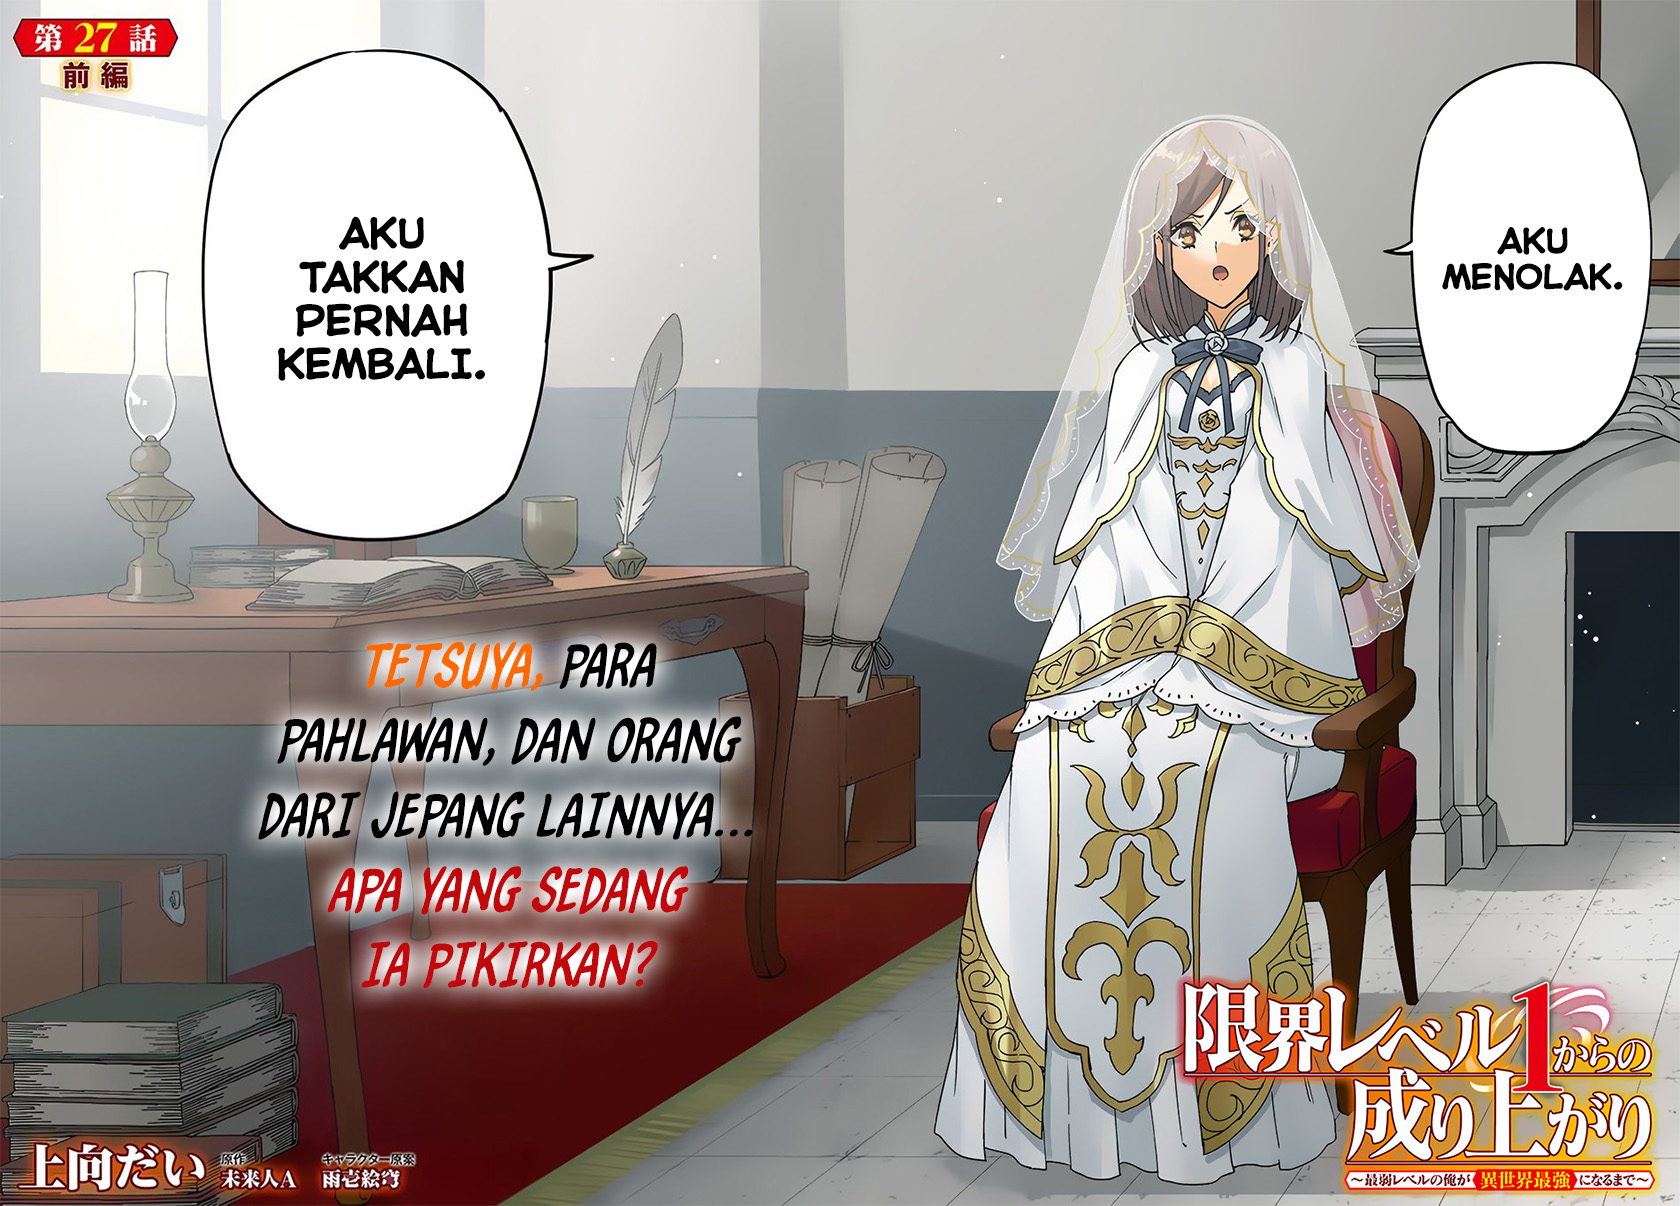 第27話
前編
AKU
MENOLAK.
AKU
TAKKAN
PERNAH
KEMBALI.
TETSUYA, PARA
PAHLAWAN, DAN ORANG
DARI JEPANG LAINNYA...
APA YANG SEDANG
IA PIKIRKAN?
限界レベル1からの
成り上がり
～最弱レベルの俺が異世界最強になるまで～
上向だい
原作
未来人A
キャラクター原案
雨壱絵穹